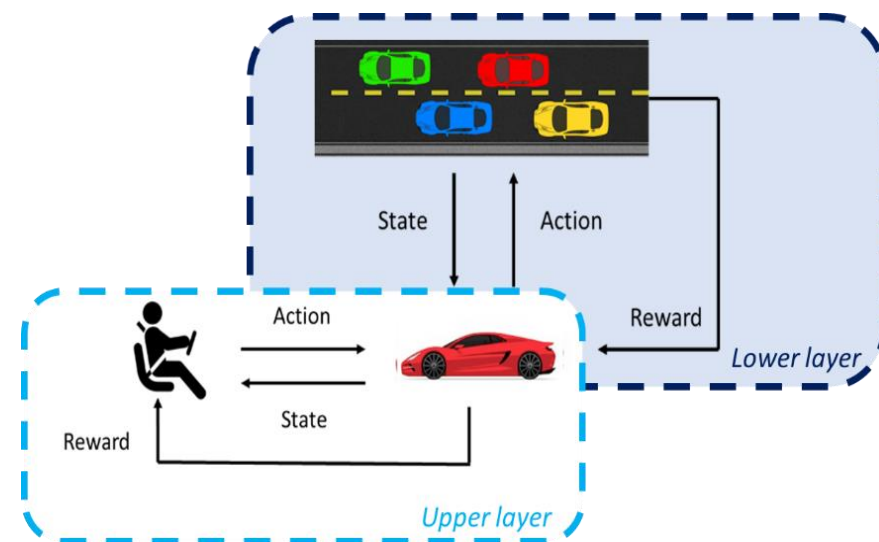 State
Action
Reward
Lower layer
Action
State
Reward
Upper layer